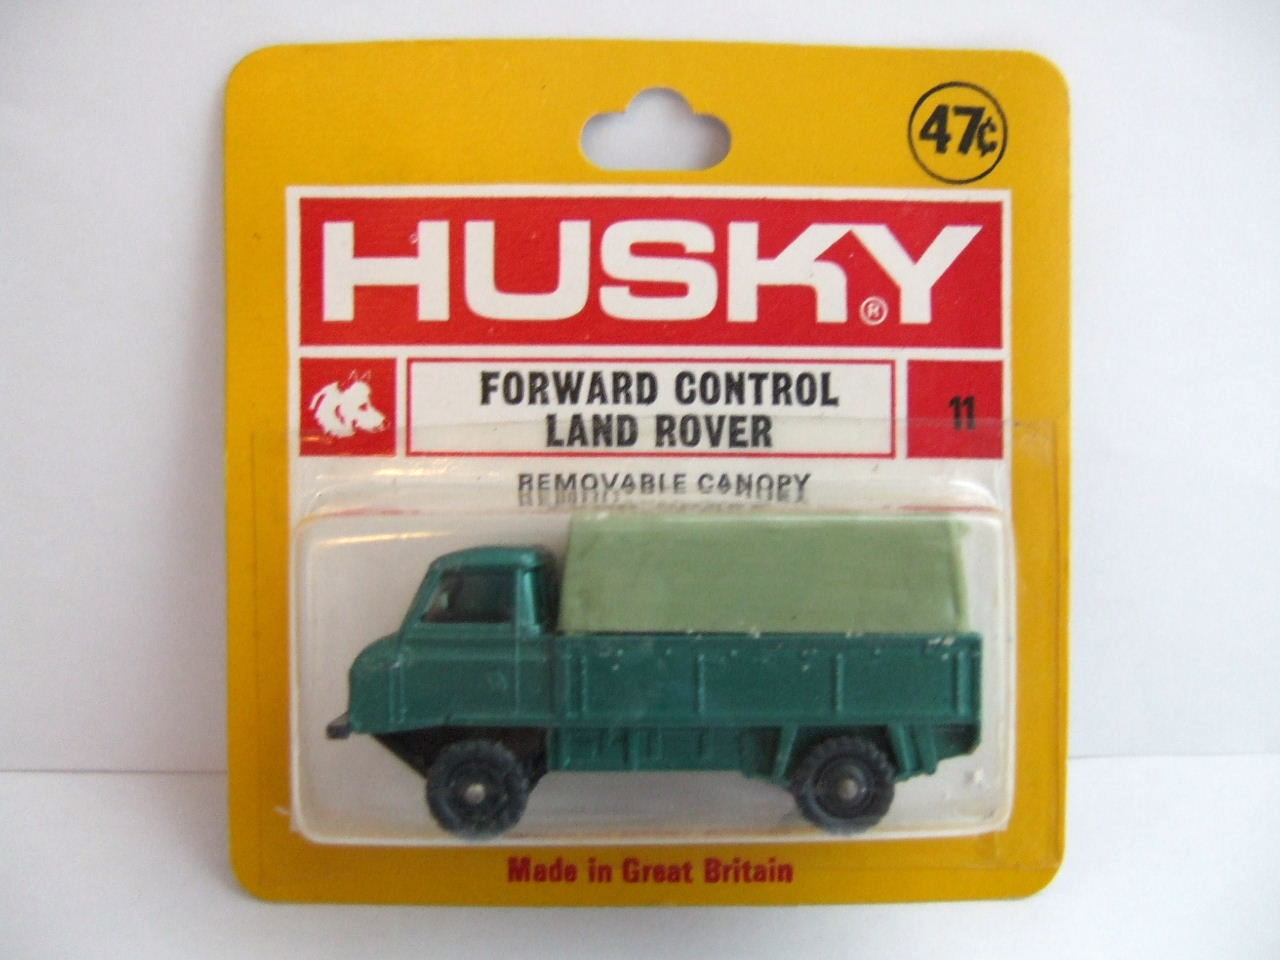 47¢
HUSKY®
FORWARD CONTROL
LAND ROVER
11
REMOVABLE CANOPY
Made in Great Britain